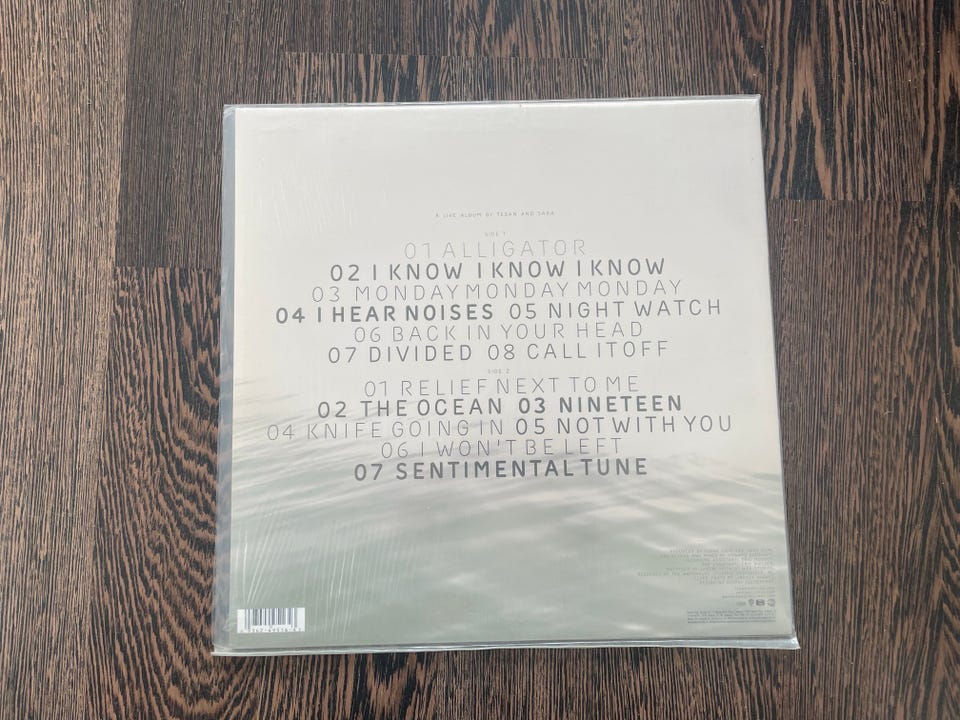 A LIVE ALBUM BY TEGAN AND SARA
SIDE 1
01 ALLIGATOR
02 I KNOW I KNOW I KNOW
03 MONDAY MONDAY MONDAY
04 I HEAR NOISES 05 NIGHT WATCH
06 BACK IN YOUR HEAD
07 DIVIDED 08 CALL IT OFF
SIDE 2
01 RELIEF NEXT TO ME
02 THE OCEAN 03 NINETEEN
04 KNIFE GOING IN 05 NOT WITH YOU
06 I WON'T BE LEFT
07 SENTIMENTAL TUNE